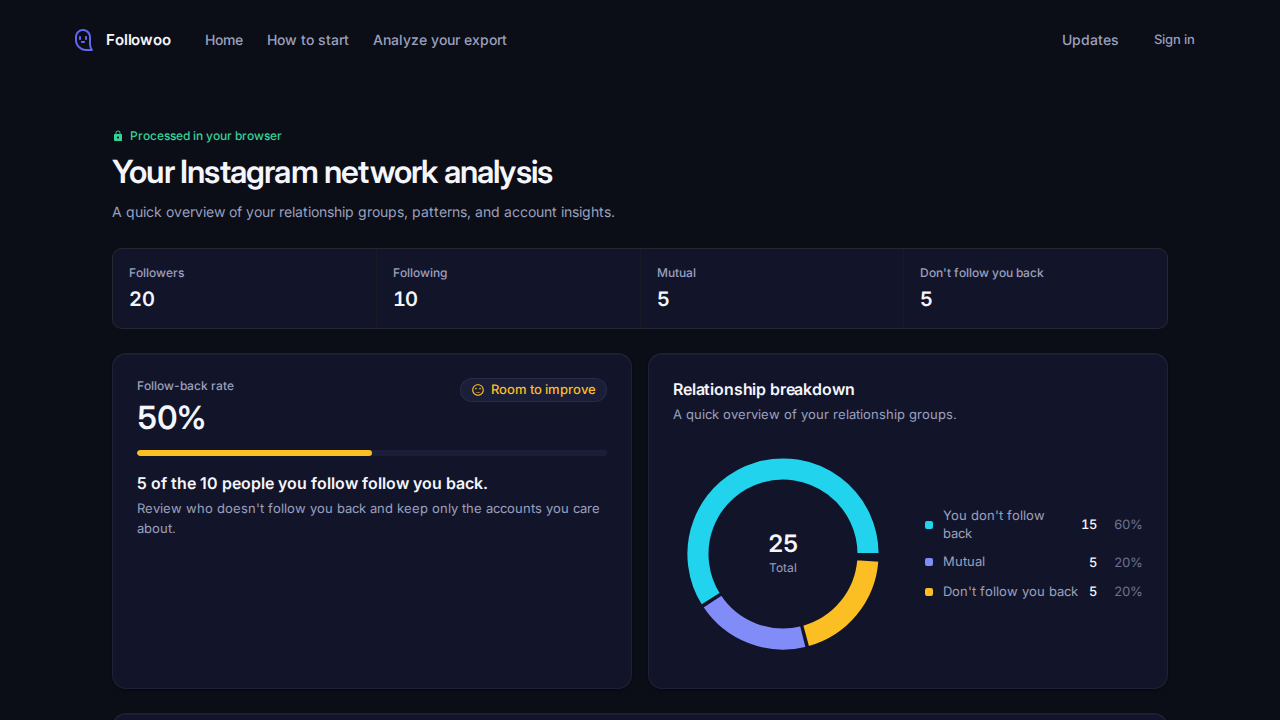 Followoo
Home
How to start
Analyze your export
Updates
Sign in
Processed in your browser
Your Instagram network analysis
A quick overview of your relationship groups, patterns, and account insights.
Followers
20
Following
10
Mutual
5
Don't follow you back
5
Follow-back rate
Room to improve
50%
5 of the 10 people you follow follow you back.
Review who doesn't follow you back and keep only the accounts you care
about.
Relationship breakdown
A quick overview of your relationship groups.
25
Total
You don't follow
back
15
60%
Mutual
5
20%
Don't follow you back
5
20%